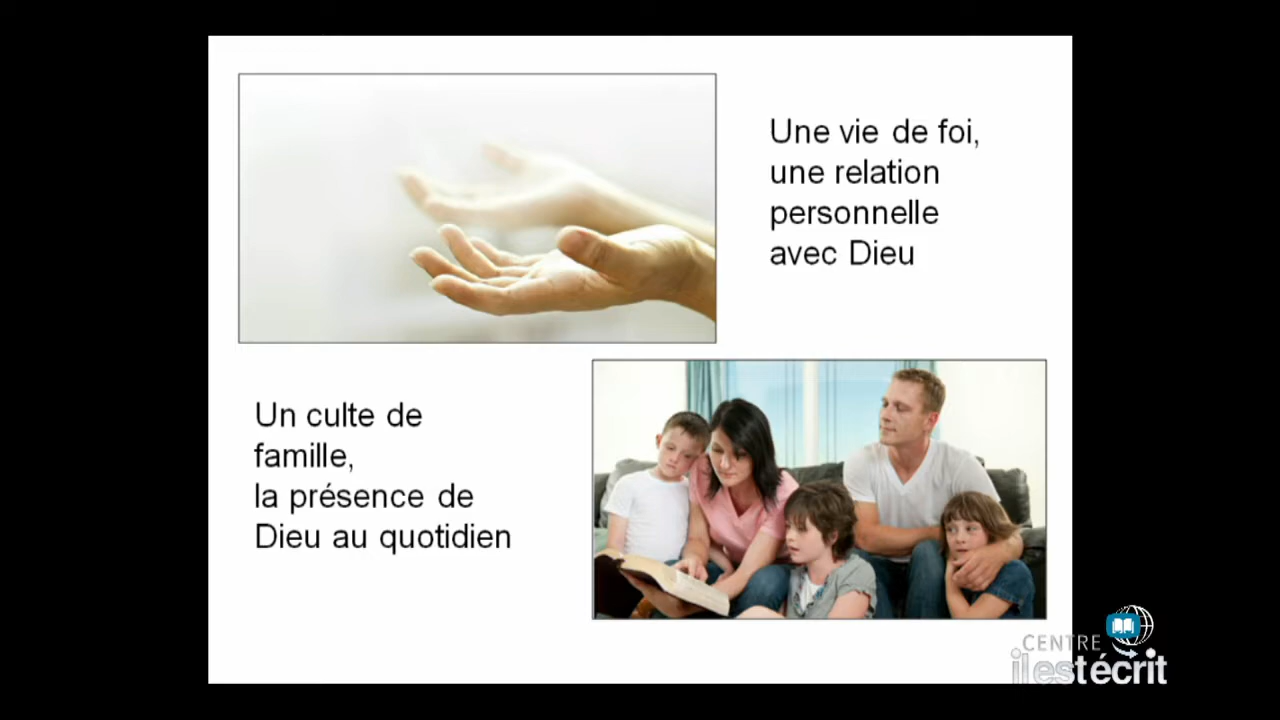 Une vie de foi,
une relation
personnelle
avec Dieu
Un culte de
famille,
la présence de
Dieu au quotidien
CENTRE
ilestécrit